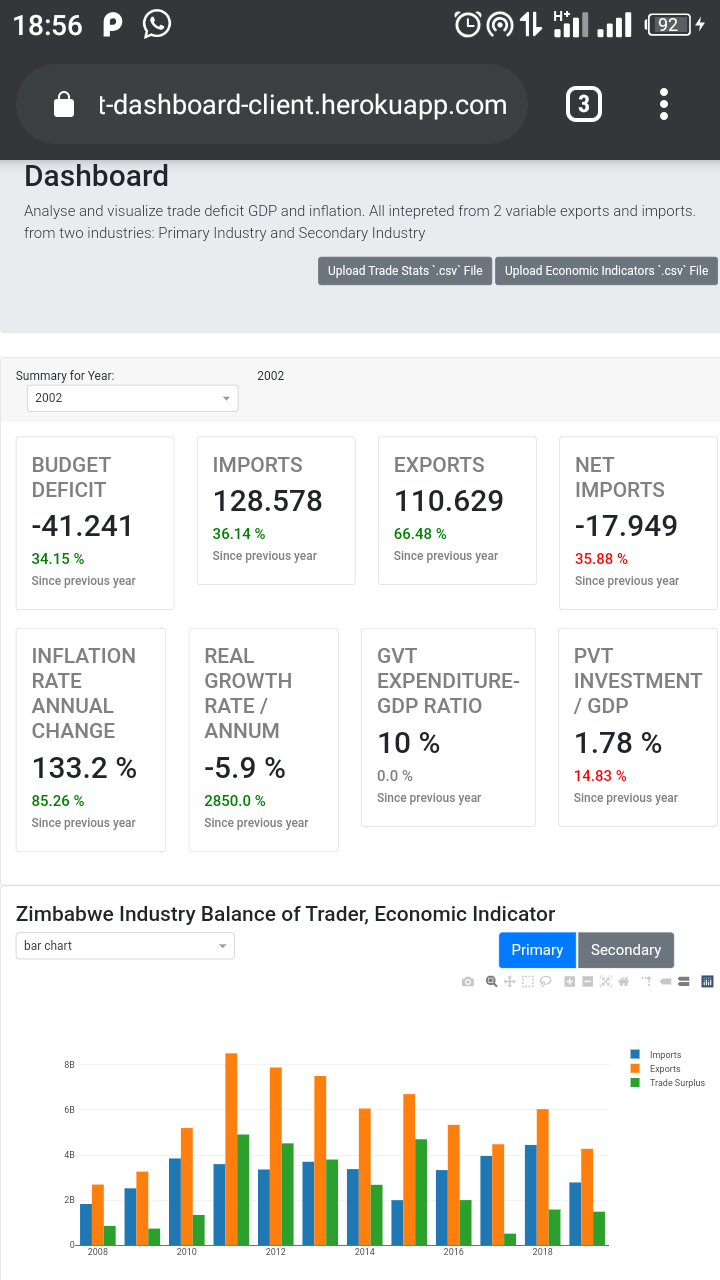 18:56
H+
92
t-dashboard-client.herokuapp.com
3
Dashboard
Analyse and visualize trade deficit GDP and inflation. All intepreted from 2 variable exports and imports.
from two industries: Primary Industry and Secondary Industry
Upload Trade Stats `.csv` File
Upload Economic Indicators `.csv` File
Summary for Year:
2002
2002
BUDGET
DEFICIT
-41.241
34.15 %
Since previous year
IMPORTS
128.578
36.14 %
Since previous year
EXPORTS
110.629
66.48 %
Since previous year
NET
IMPORTS
-17.949
35.88 %
Since previous year
INFLATION
RATE
ANNUAL
CHANGE
133.2 %
85.26 %
Since previous year
REAL
GROWTH
RATE /
ANNUM
-5.9 %
2850.0 %
Since previous year
GVT
EXPENDITURE-
GDP RATIO
10 %
0.0 %
Since previous year
PVT
INVESTMENT
/ GDP
1.78 %
14.83 %
Since previous year
Zimbabwe Industry Balance of Trader, Economic Indicator
bar chart
Primary
Secondary
8B
6B
4B
2B
0
2008
2010
2012
2014
2016
2018
Imports
Exports
Trade Surplus